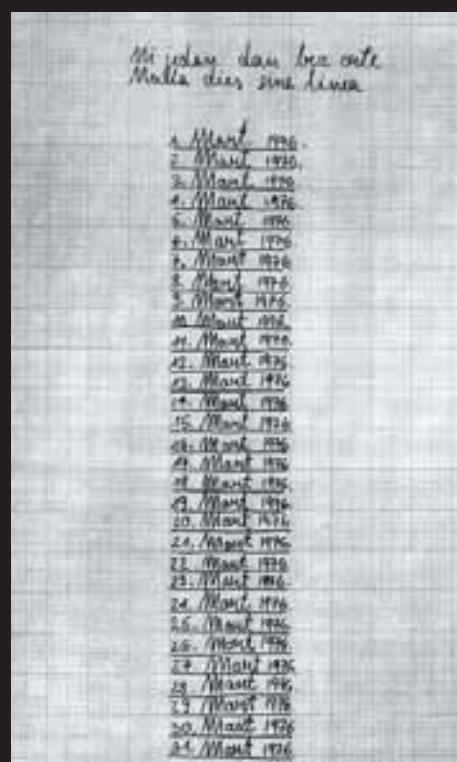 Ni jedan dan bez crte
Nulla dies sine linea
1. Mart 1976.
2. Mart 1976.
3. Mart 1976
4. Mart 1976
5. Mart 1976
6. Mart 1976
7. Mart 1976
8. Mart 1976
9. Mart 1976
10. Mart 1976
11. Mart 1976
12. Mart 1976
13. Mart 1976
14. Mart 1976
15. Mart 1976
16. Mart 1976
17. Mart 1976
18. Mart 1976
19. Mart 1976
20. Mart 1976
21. Mart 1976
22. Mart 1976
23. Mart 1976
24. Mart 1976
25. Mart 1976
26. Mart 1976
27. Mart 1976
28. Mart 1976
29. Mart 1976
30. Mart 1976
31. Mart 1976